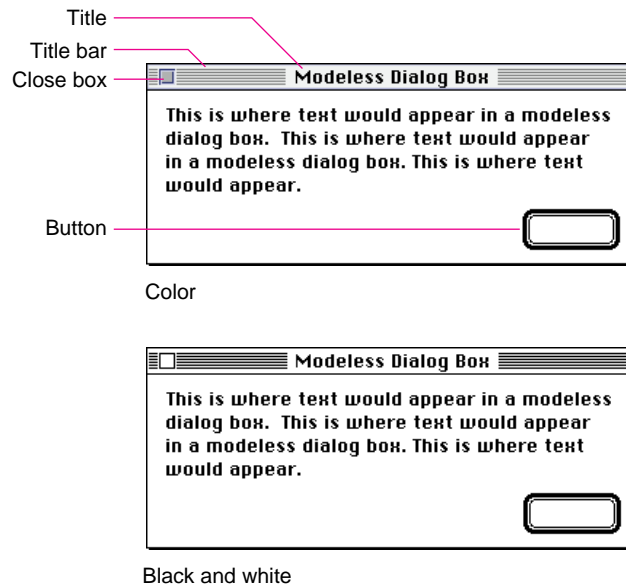 Title
Title bar
Close box
Modeless Dialog Box
This is where text would appear in a modeless
dialog box.  This is where text would appear
in a modeless dialog box. This is where text
would appear.
Button
Color
Modeless Dialog Box
This is where text would appear in a modeless
dialog box.  This is where text would appear
in a modeless dialog box. This is where text
would appear.
Black and white